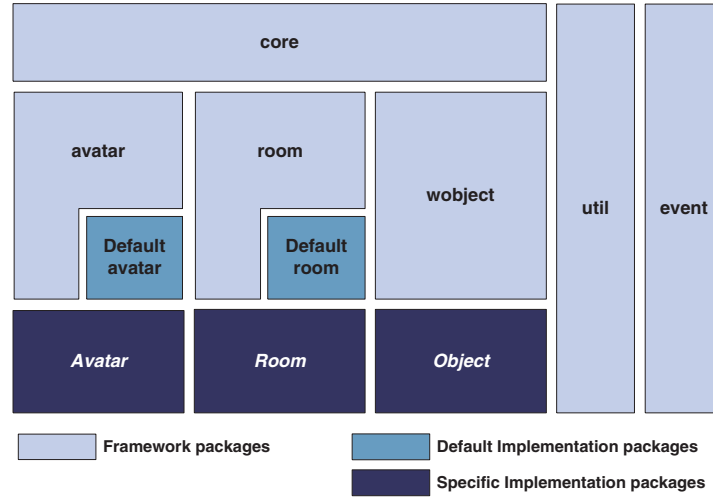 core
avatar
room
wobject
util
event
Default
avatar
Default
room
Avatar
Room
Object
Framework packages
Default Implementation packages
Specific Implementation packages